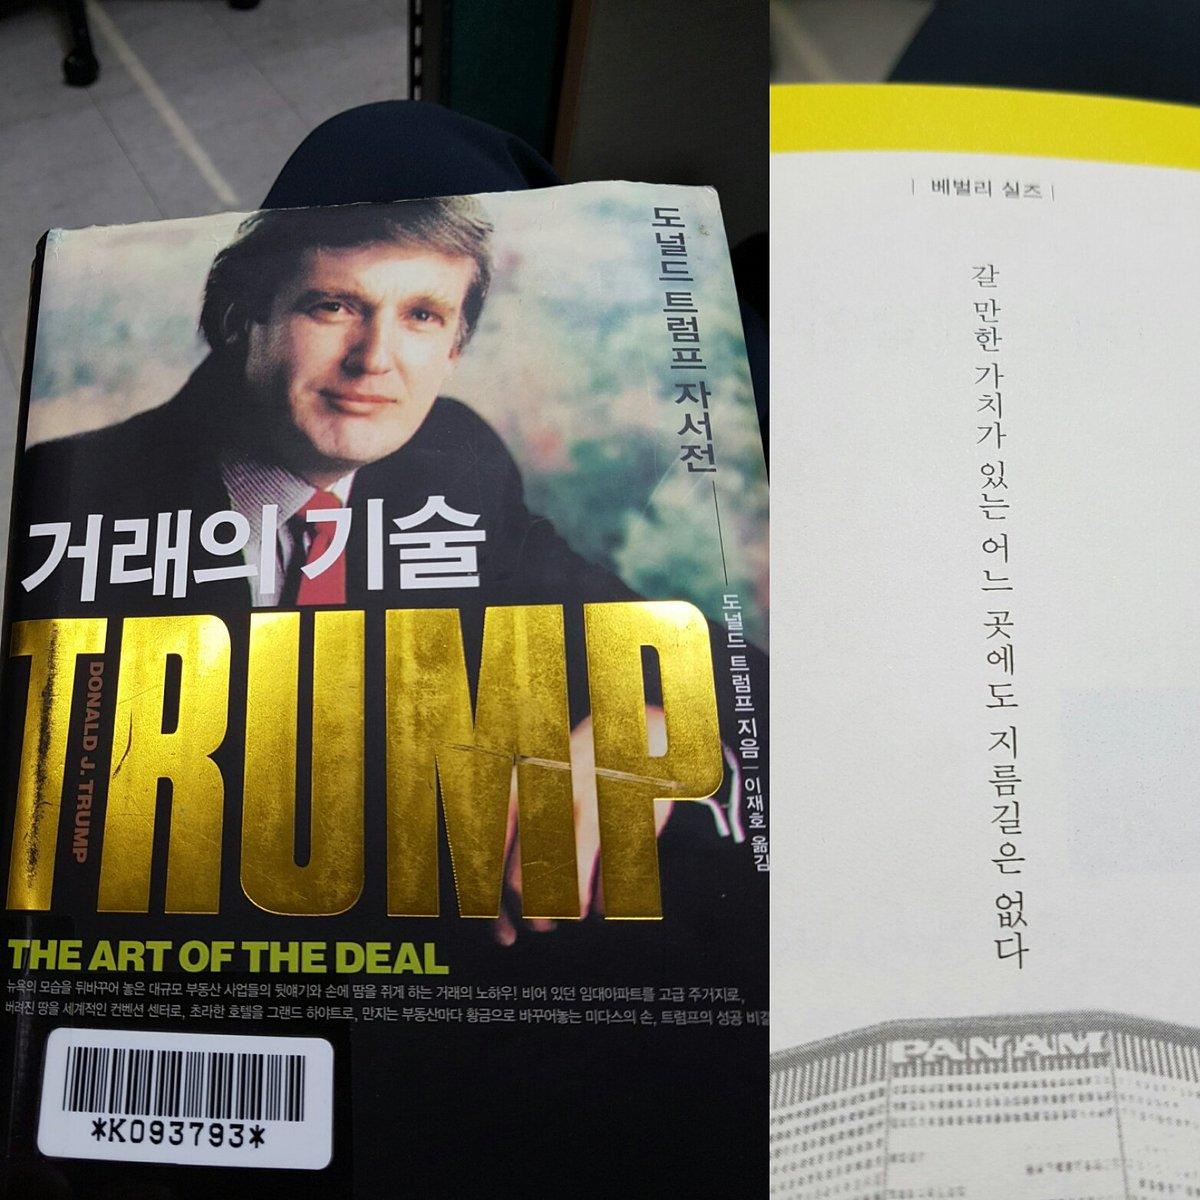 도널드 트럼프 자서전
도널드 트럼프 지음 | 이재호 옮김
거래의 기술
TRUMP
DONALD J. TRUMP
THE ART OF THE DEAL
뉴욕의 모습을 뒤바꾸어 놓은 대규모 부동산 사업들의 뒷얘기와 손에 땀을 쥐게 하는 거래의 노하우! 비어 있던 임대아파트를 고급 주거지로,
버려진 땅을 세계적인 컨벤션 센터로, 초라한 호텔을 그랜드 하야트로, 만지는 부동산마다 황금으로 바꾸어놓는 미다스의 손, 트럼프의 성공 비결
*K093793*
| 베벌리 실즈 |
갈 만한 가치가 있는 어느 곳에도 지름길은 없다
PAN AM